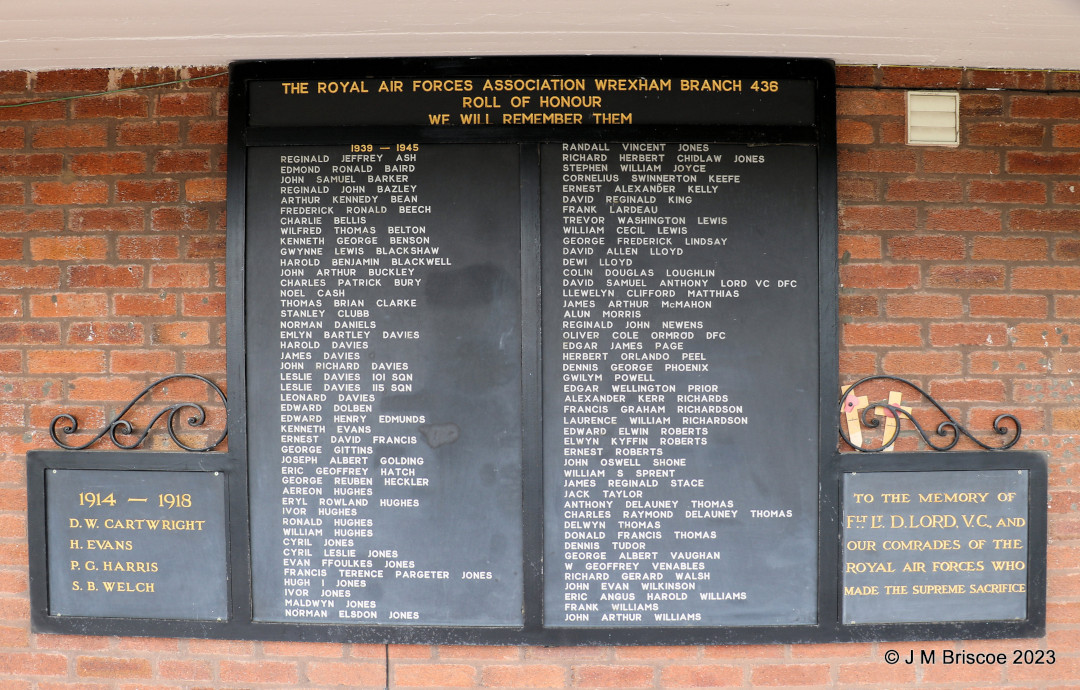 THE ROYAL AIR FORCES ASSOCIATION WREXHAM BRANCH 436
ROLL OF HONOUR
WE WILL REMEMBER THEM
1939 — 1945
REGINALD JEFFREY ASH
EDMOND RONALD BAIRD
JOHN SAMUEL BARKER
REGINALD JOHN BAZLEY
ARTHUR KENNEDY BEAN
FREDERICK RONALD BEECH
CHARLIE BELLIS
WILFRED THOMAS BELTON
KENNETH GEORGE BENSON
GWYNNE LEWIS BLACKSHAW
HAROLD BENJAMIN BLACKWELL
JOHN ARTHUR BUCKLEY
CHARLES PATRICK BURY
NOEL CASH
THOMAS BRIAN CLARKE
STANLEY CLUBB
NORMAN DANIELS
EMLYN BARTLEY DAVIES
HAROLD DAVIES
JAMES DAVIES
JOHN RICHARD DAVIES
LESLIE DAVIES 101 SQN
LESLIE DAVIES 115 SQN
LEONARD DAVIES
EDWARD DOLBEN
EDWARD HENRY EDMUNDS
KENNETH EVANS
ERNEST DAVID FRANCIS
GEORGE GITTINS
JOSEPH ALBERT GOLDING
ERIC GEOFFREY HATCH
GEORGE REUBEN HECKLER
AEREON HUGHES
ERYL ROWLAND HUGHES
IVOR HUGHES
RONALD HUGHES
WILLIAM HUGHES
CYRIL JONES
CYRIL LESLIE JONES
EVAN FFOULKES JONES
FRANCIS TERENCE PARGETER JONES
HUGH I JONES
IVOR JONES
MALDWYN JONES
NORMAN ELSDON JONES
RANDALL VINCENT JONES
RICHARD HERBERT CHIDLAW JONES
STEPHEN WILLIAM JOYCE
CORNELIUS SWINNERTON KEEFE
ERNEST ALEXANDER KELLY
DAVID REGINALD KING
FRANK LARDEAU
TREVOR WASHINGTON LEWIS
WILLIAM CECIL LEWIS
GEORGE FREDERICK LINDSAY
DAVID ALLEN LLOYD
DEWI LLOYD
COLIN DOUGLAS LOUGHLIN
DAVID SAMUEL ANTHONY LORD VC DFC
LLEWELYN CLIFFORD MATTHIAS
JAMES ARTHUR McMAHON
ALUN MORRIS
REGINALD JOHN NEWENS
OLIVER COLE ORMROD DFC
EDGAR JAMES PAGE
HERBERT ORLANDO PEEL
DENNIS GEORGE PHOENIX
GWILYM POWELL
EDGAR WELLINGTON PRIOR
ALEXANDER KERR RICHARDS
FRANCIS GRAHAM RICHARDSON
LAURENCE WILLIAM RICHARDSON
EDWARD ELWIN ROBERTS
ELWYN KYFFIN ROBERTS
ERNEST ROBERTS
JOHN OSWELL SHONE
WILLIAM S SPRENT
JAMES REGINALD STACE
JACK TAYLOR
ANTHONY DELAUNEY THOMAS
CHARLES RAYMOND DELAUNEY THOMAS
DELWYN THOMAS
DONALD FRANCIS THOMAS
DENNIS TUDOR
GEORGE ALBERT VAUGHAN
W GEOFFREY VENABLES
RICHARD GERARD WALSH
JOHN EVAN WILKINSON
ERIC ANGUS HAROLD WILLIAMS
FRANK WILLIAMS
JOHN ARTHUR WILLIAMS
1914 — 1918
D. W. CARTWRIGHT
H. EVANS
P. G. HARRIS
S. B. WELCH
TO THE MEMORY OF
FLT LT. D. LORD, V.C., AND
OUR COMRADES OF THE
ROYAL AIR FORCES WHO
MADE THE SUPREME SACRIFICE
© J M Briscoe 2023